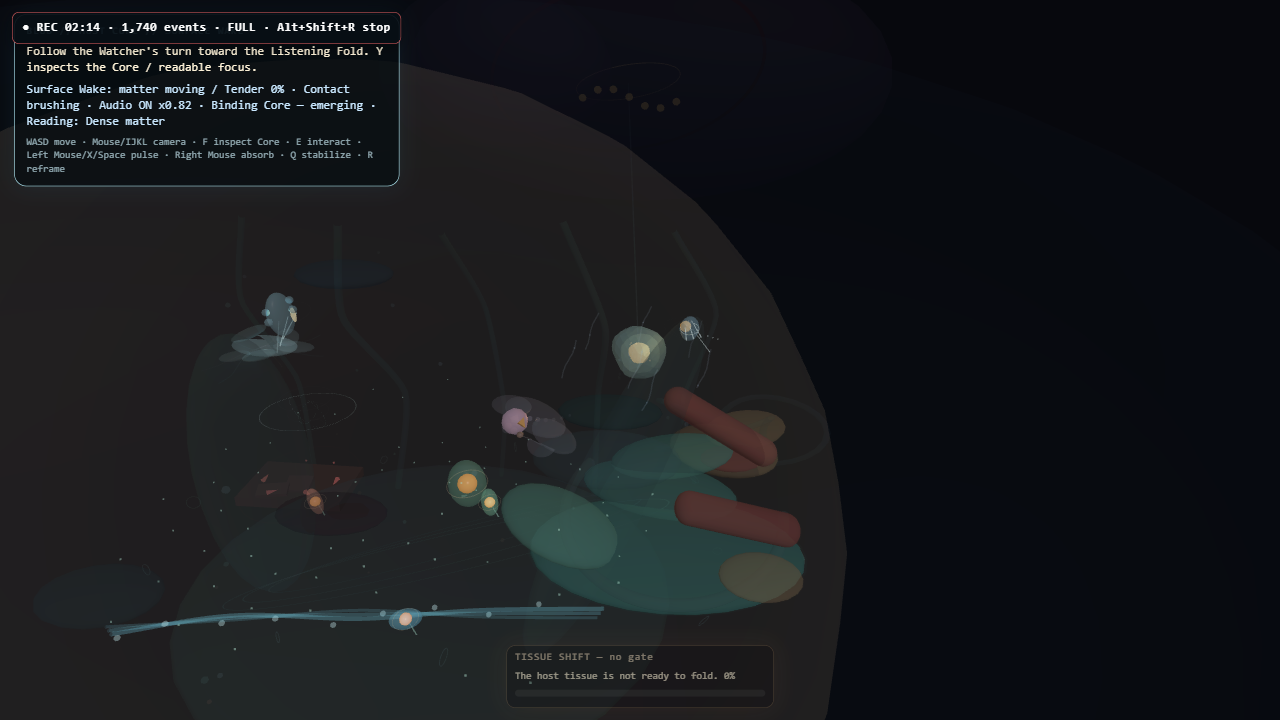 ● REC 02:14 · 1,740 events · FULL · Alt+Shift+R stop
Follow the Watcher's turn toward the Listening Fold. Y
inspects the Core / readable focus.
Surface Wake: matter moving / Tender 0% · Contact
brushing · Audio ON x0.82 · Binding Core — emerging ·
Reading: Dense matter
WASD move · Mouse/IJKL camera · F inspect Core · E interact ·
Left Mouse/X/Space pulse · Right Mouse absorb · Q stabilize · R
reframe
TISSUE SHIFT — no gate
The host tissue is not ready to fold. 0%